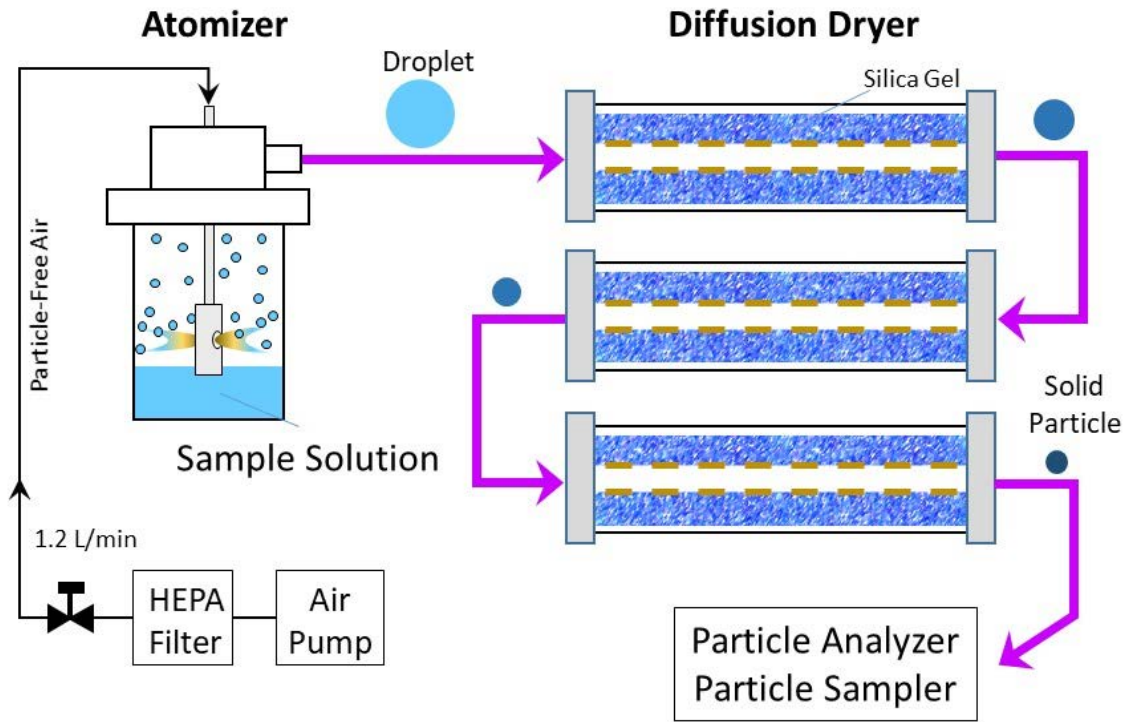 Atomizer
Diffusion Dryer
Droplet
Silica Gel
Particle-Free Air
Sample Solution
Solid
Particle
1.2 L/min
HEPA
Filter
Air
Pump
Particle Analyzer
Particle Sampler